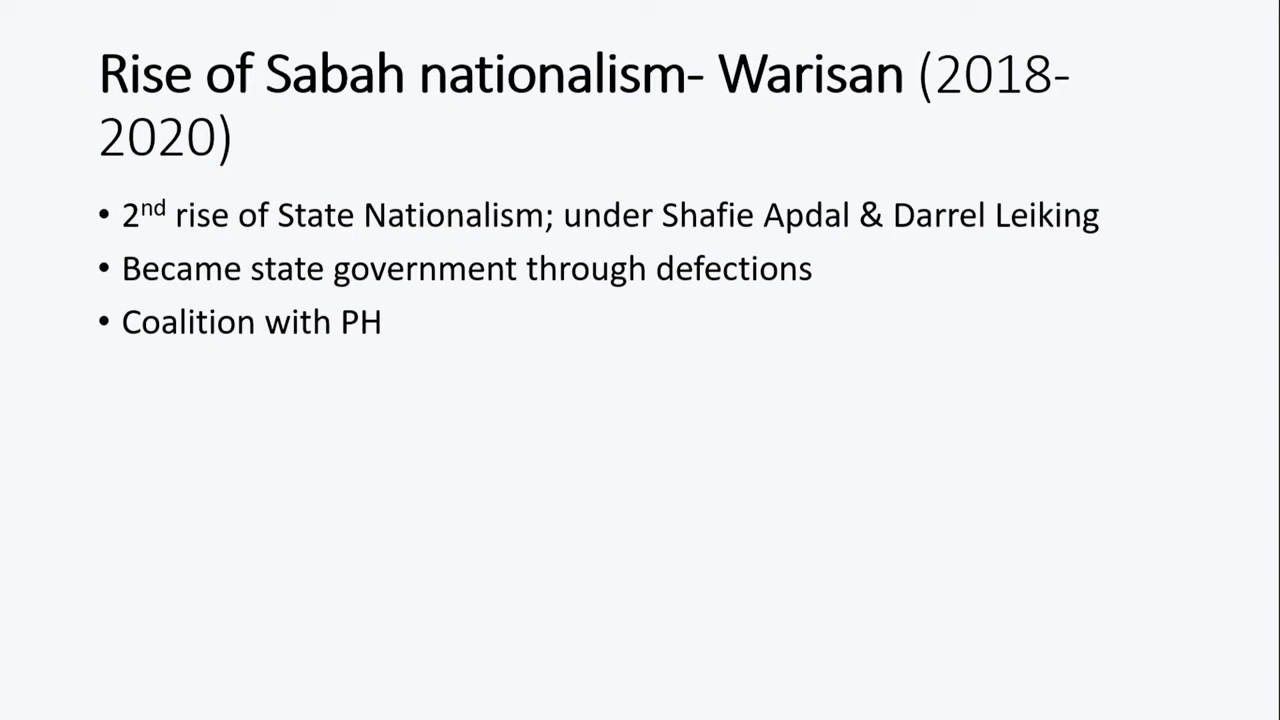 Rise of Sabah nationalism- Warisan (2018-
2020)
• 2nd rise of State Nationalism; under Shafie Apdal & Darrel Leiking
• Became state government through defections
• Coalition with PH